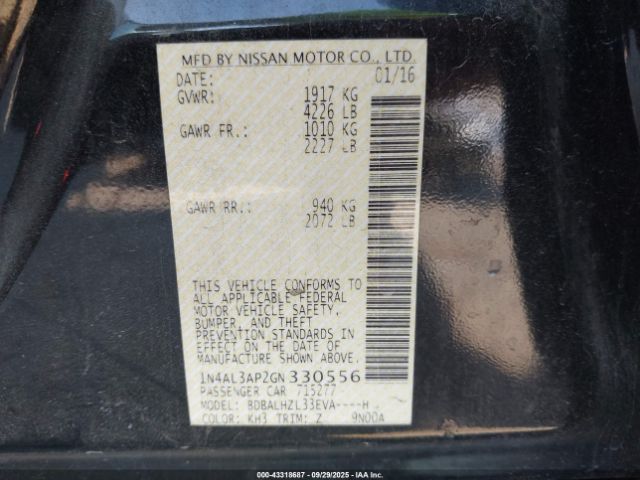 MFD BY NISSAN MOTOR CO., LTD.
DATE: 01/16
GVWR: 1917 KG
4226 LB
GAWR FR.: 1010 KG
2227 LB
GAWR RR.: 940 KG
2072 LB
THIS VEHICLE CONFORMS TO
ALL APPLICABLE FEDERAL
MOTOR VEHICLE SAFETY,
BUMPER, AND THEFT
PREVENTION STANDARDS IN
EFFECT ON THE DATE OF
MANUFACTURE SHOWN ABOVE.
1N4AL3AP2GN330556
PASSENGER CAR 715277
MODEL: BDBALHZL33EVA----H
COLOR: KH3 TRIM: Z 9N00A
000-43318687 - 09/29/2025 - IAAI.CA